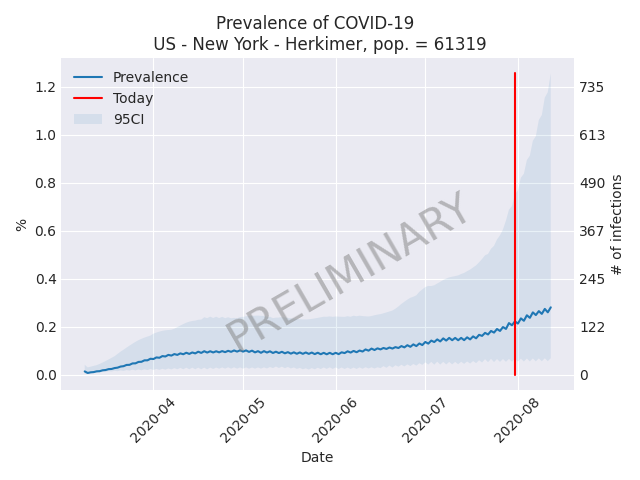 Prevalence of COVID-19
US - New York - Herkimer, pop. = 61319
Prevalence
Today
95CI
1.2
1.0
0.8
0.6
0.4
0.2
0.0
%
735
613
490
367
245
122
0
# of infections
PRELIMINARY
2020-04
2020-05
2020-06
2020-07
2020-08
Date